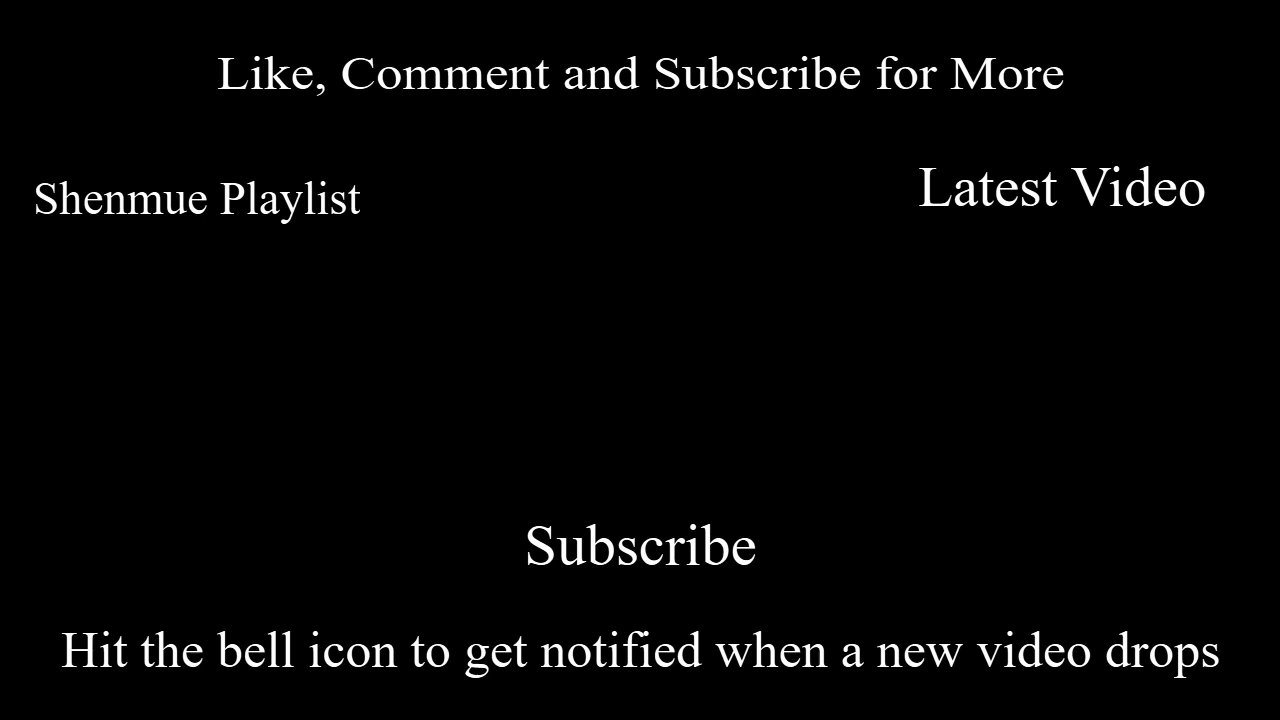 Like, Comment and Subscribe for More
Shenmue Playlist
Latest Video
Subscribe
Hit the bell icon to get notified when a new video drops